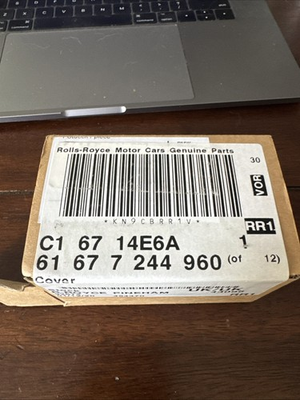 Rolls-Royce Motor Cars Genuine Parts
30
VOR
*KN9CBRR1V*
RR1
C1 67 14E6A 1
61 67 7 244 960 (of 12)
Cover